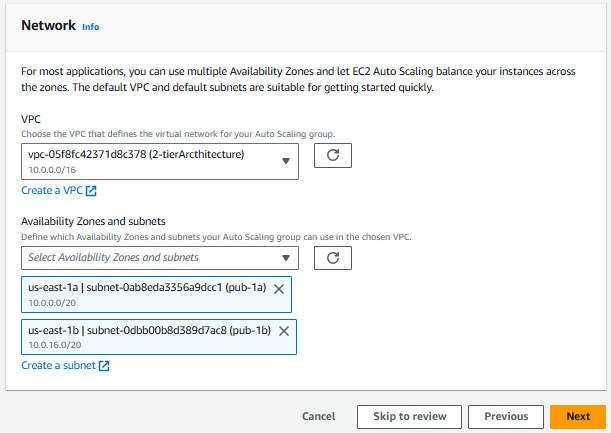 Network Info
For most applications, you can use multiple Availability Zones and let EC2 Auto Scaling balance your instances across
the zones. The default VPC and default subnets are suitable for getting started quickly.
VPC
Choose the VPC that defines the virtual network for your Auto Scaling group.
vpc-05f8fc42371d8c378 (2-tierArcthitecture)
10.0.0.0/16
Create a VPC
Availability Zones and subnets
Define which Availability Zones and subnets your Auto Scaling group can use in the chosen VPC.
Select Availability Zones and subnets
us-east-1a | subnet-0ab8eda3356a9dcc1 (pub-1a)
10.0.0.0/20
us-east-1b | subnet-0dbb00b8d389d7ac8 (pub-1b)
10.0.16.0/20
Create a subnet
Cancel Skip to review Previous Next